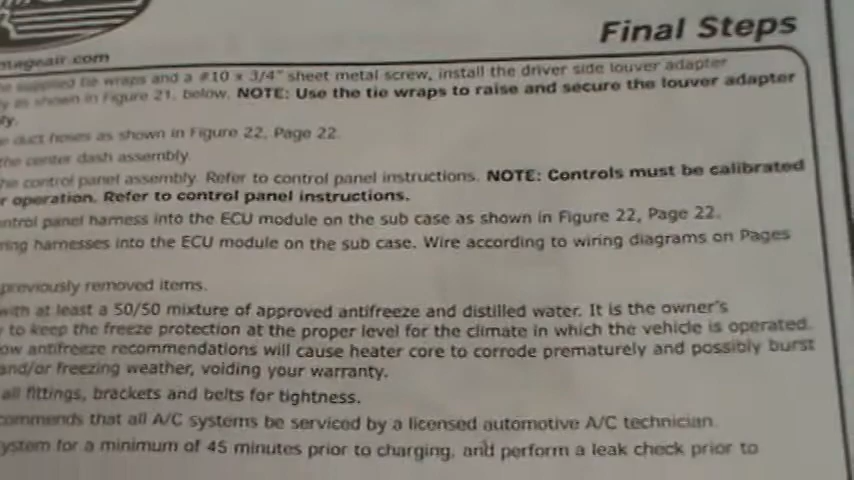 Final Steps
ntageair.com
supplied tie wraps and a #10 x 3/4" sheet metal screw, install the driver side louver adapter
y as shown in Figure 21, below. NOTE: Use the tie wraps to raise and secure the louver adapter
ly.
e duct hoses as shown in Figure 22, Page 22.
the center dash assembly.
he control panel assembly. Refer to control panel instructions. NOTE: Controls must be calibrated
r operation. Refer to control panel instructions.
ontrol panel harness into the ECU module on the sub case as shown in Figure 22, Page 22.
ring harnesses into the ECU module on the sub case. Wire according to wiring diagrams on Pages
previously removed items.
with at least a 50/50 mixture of approved antifreeze and distilled water. It is the owner's
y to keep the freeze protection at the proper level for the climate in which the vehicle is operated.
ow antifreeze recommendations will cause heater core to corrode prematurely and possibly burst
and/or freezing weather, voiding your warranty.
all fittings, brackets and belts for tightness.
commends that all A/C systems be serviced by a licensed automotive A/C technician.
ystem for a minimum of 45 minutes prior to charging, and perform a leak check prior to